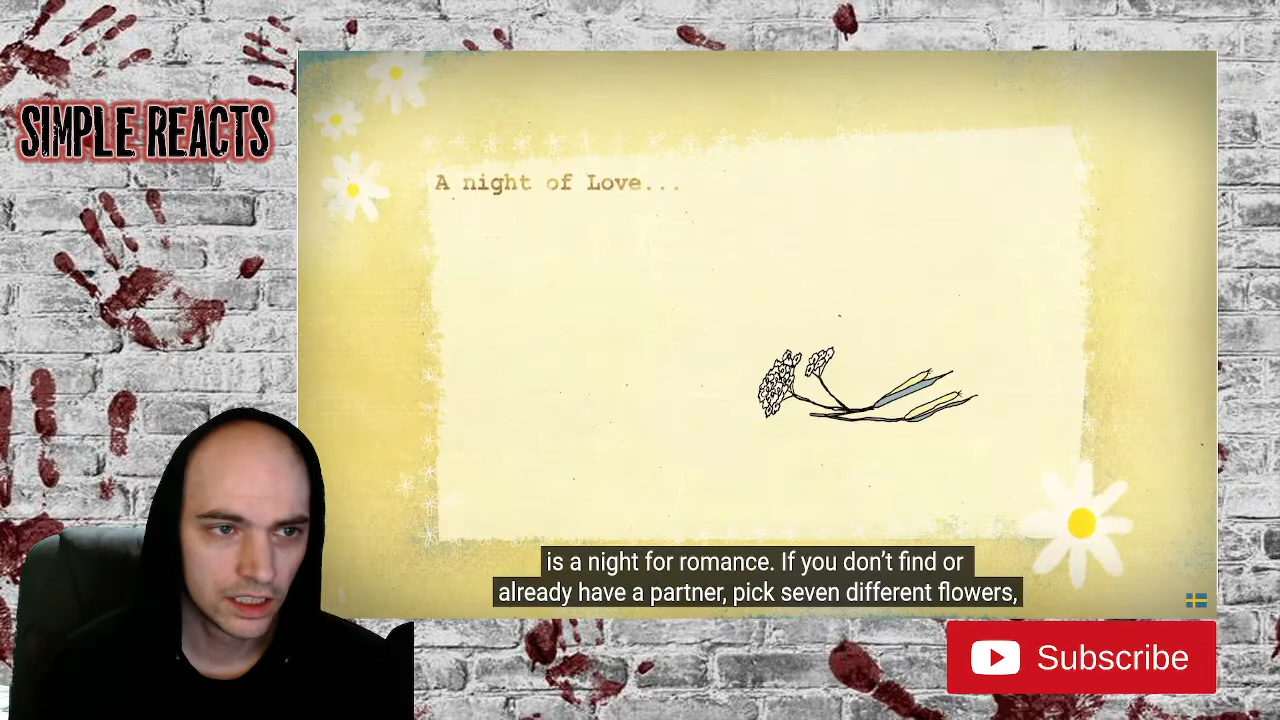 SIMPLE REACTS
A night of Love...
is a night for romance. If you don’t find or
already have a partner, pick seven different flowers,
Subscribe